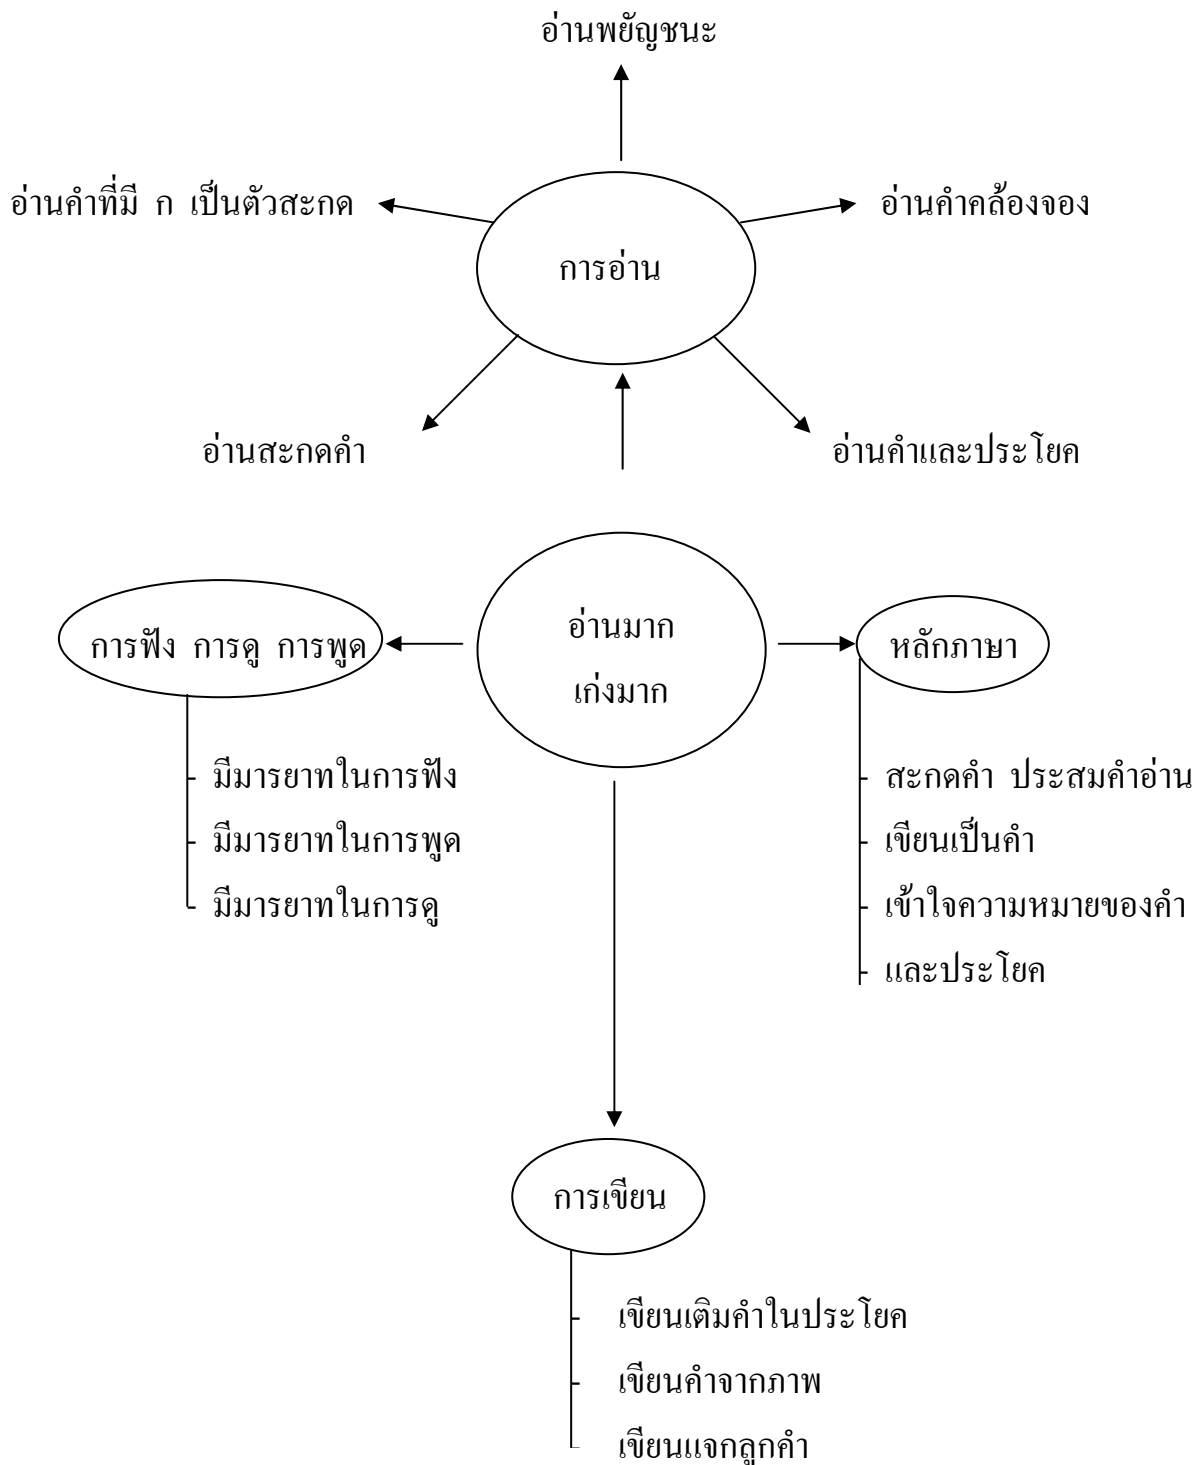 อ่านพยัญชนะ
อ่านคำที่มี ก เป็นตัวสะกด
อ่านคำคล้องจอง
การอ่าน
อ่านสะกดคำ
อ่านคำและประโยค
อ่านมาก
เก่งมาก
การฟัง การดู การพูด
หลักภาษา
- มีมารยาทในการฟัง
- มีมารยาทในการพูด
- มีมารยาทในการดู
- สะกดคำ ประสมคำอ่าน
- เขียนเป็นคำ
- เข้าใจความหมายของคำ
- และประโยค
การเขียน
- เขียนเติมคำในประโยค
- เขียนคำจากภาพ
- เขียนแจกลูกคำ